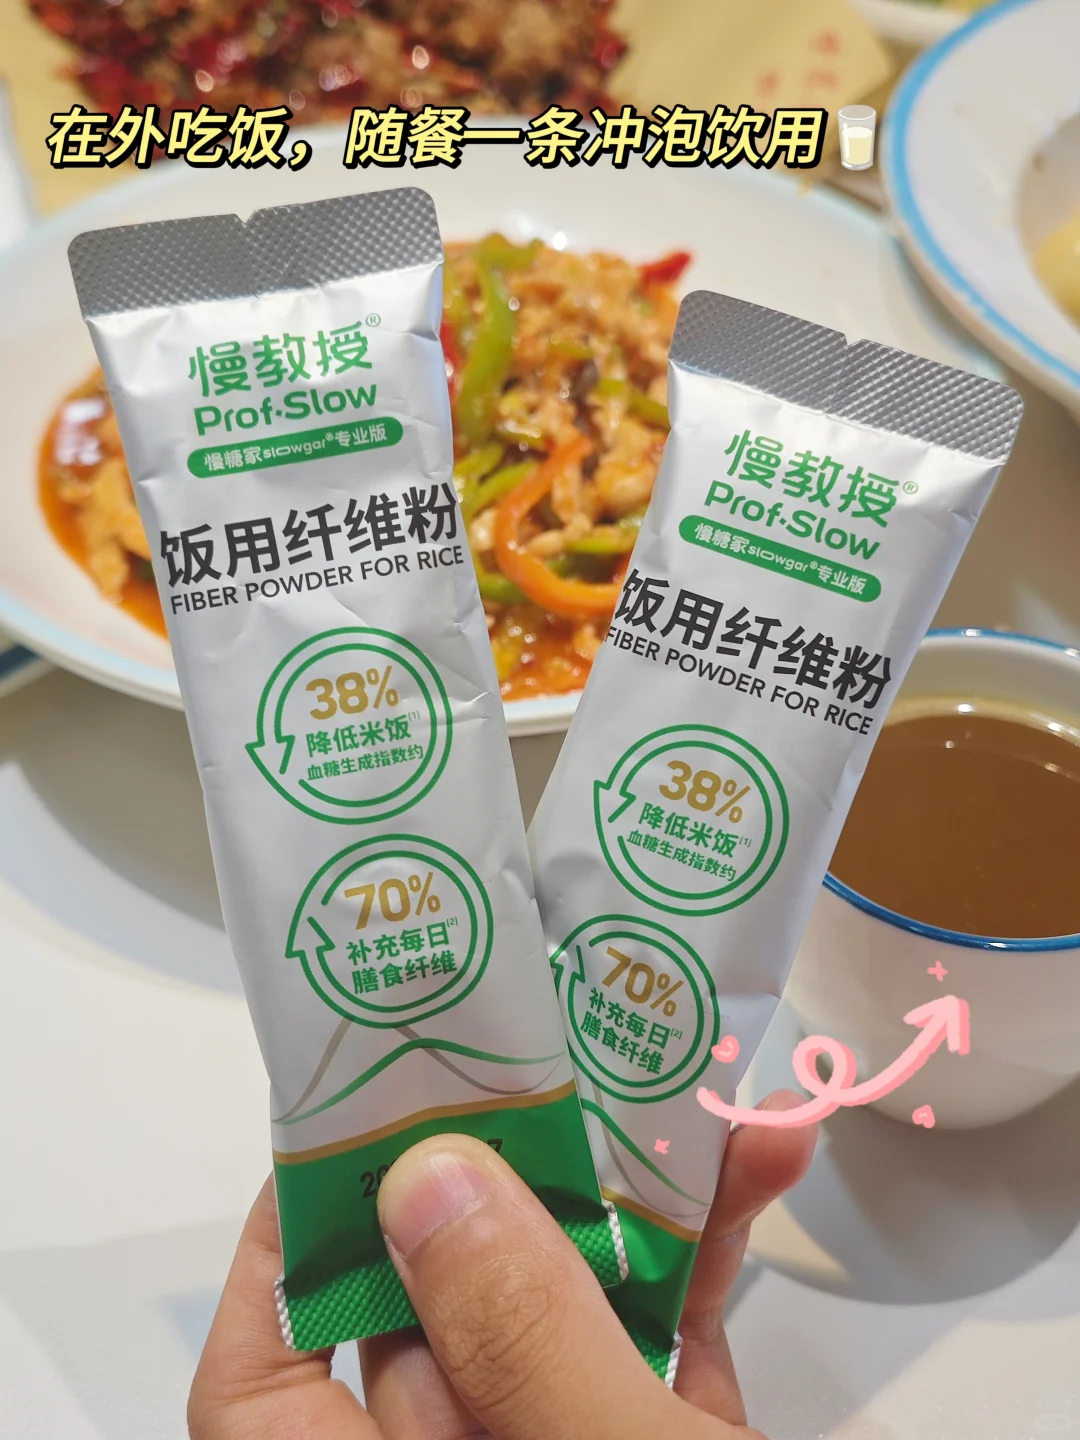 在外吃饭，随餐一条冲泡饮用
慢教授®
Prof·Slow
慢糖家slowgar®专业版
饭用纤维粉
FIBER POWDER FOR RICE
38%
降低米饭[1]
血糖生成指数约
70%
补充每日[2]
膳食纤维
慢教授®
Prof·Slow
慢糖家slowgar®专业版
饭用纤维粉
FIBER POWDER FOR RICE
38%
降低米饭[1]
血糖生成指数约
70%
补充每日[2]
膳食纤维